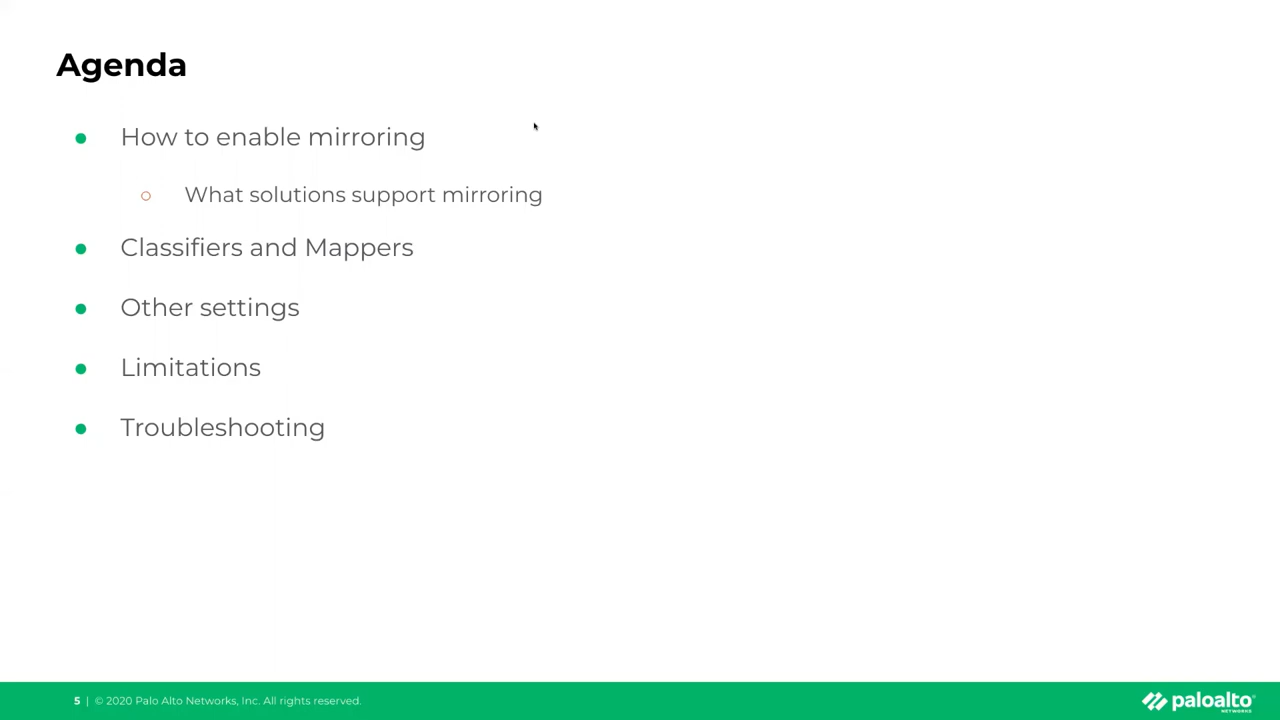 Agenda
How to enable mirroring
What solutions support mirroring
Classifiers and Mappers
Other settings
Limitations
Troubleshooting
5 | © 2020 Palo Alto Networks, Inc. All rights reserved.
paloalto
NETWORKS